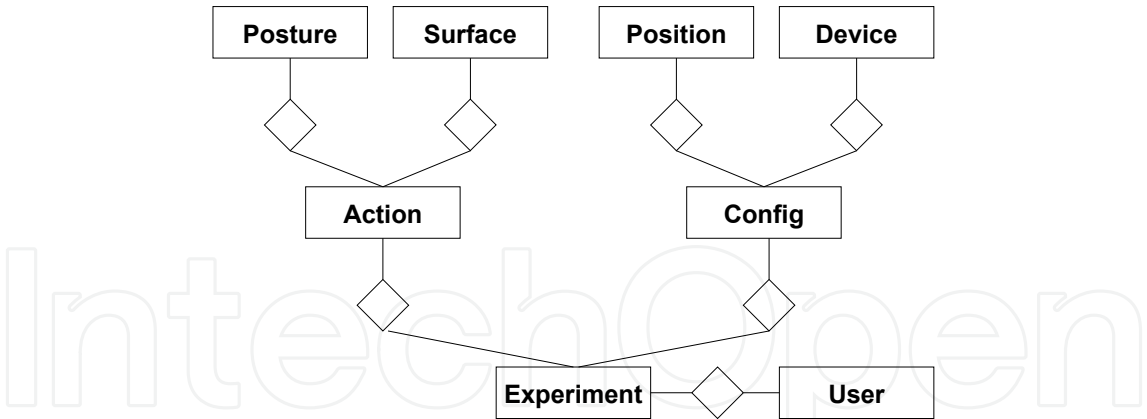 Posture
Surface
Position
Device
Action
Config
IntechOpen
Experiment
User